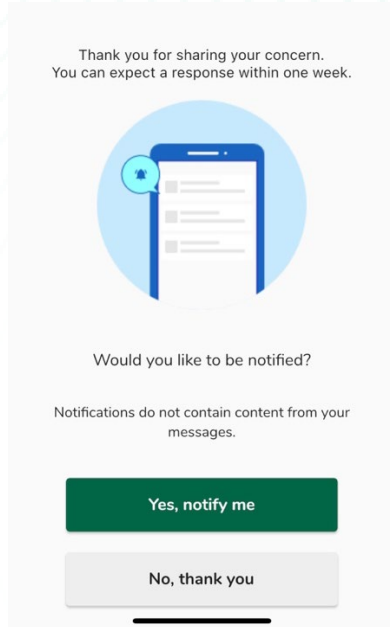 Thank you for sharing your concern.
You can expect a response within one week.
Would you like to be notified?
Notifications do not contain content from your
messages.
Yes, notify me
No, thank you